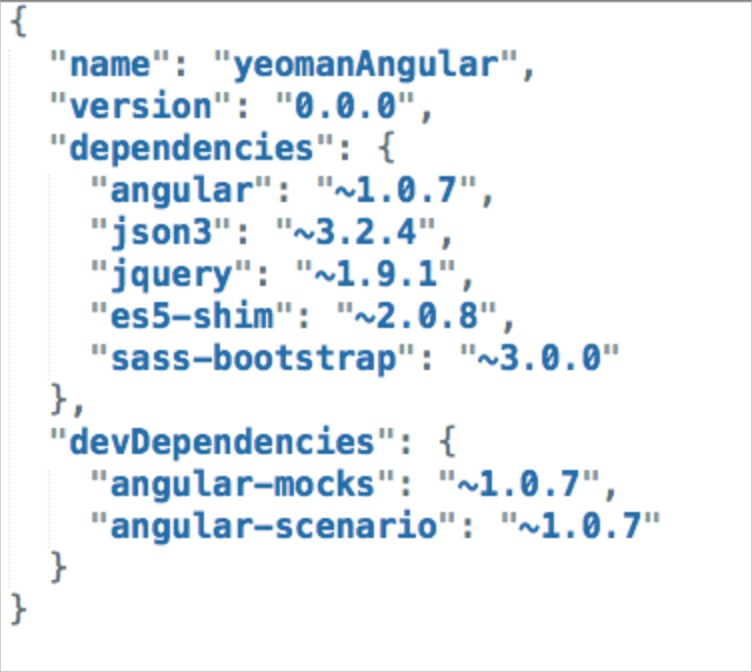 {
  "name": "yeomanAngular",
  "version": "0.0.0",
  "dependencies": {
    "angular": "~1.0.7",
    "json3": "~3.2.4",
    "jquery": "~1.9.1",
    "es5-shim": "~2.0.8",
    "sass-bootstrap": "~3.0.0"
  },
  "devDependencies": {
    "angular-mocks": "~1.0.7",
    "angular-scenario": "~1.0.7"
  }
}